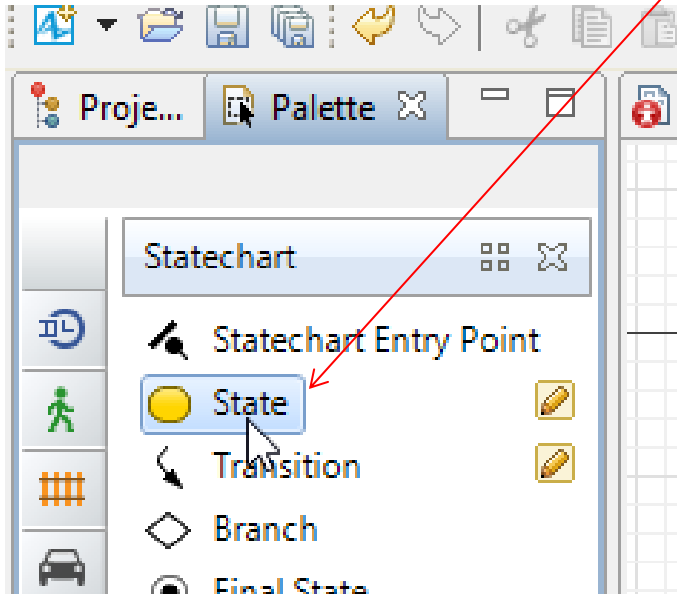 Proje... Palette
Statechart
Statechart Entry Point
State
Transition
Branch
Final State